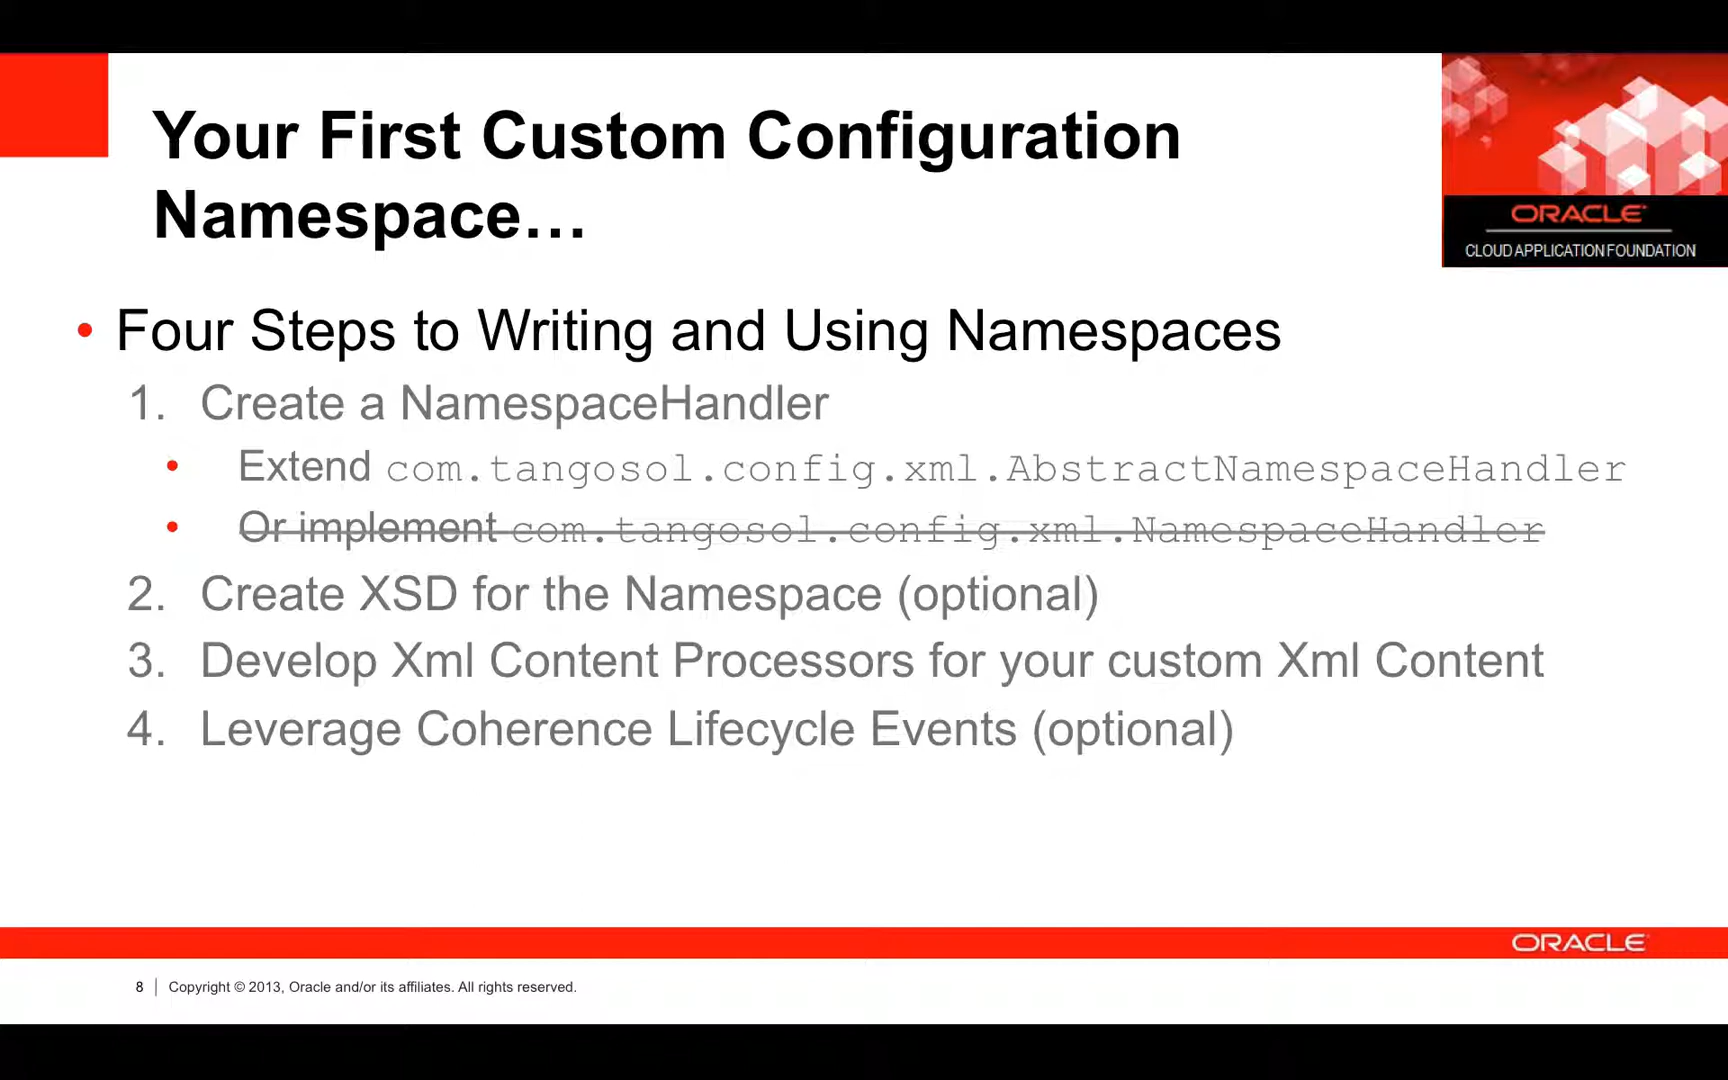 Your First Custom Configuration
Namespace…
ORACLE
CLOUD APPLICATION FOUNDATION
• Four Steps to Writing and Using Namespaces
1. Create a NamespaceHandler
• Extend com.tangosol.config.xml.AbstractNamespaceHandler
• Or implement com.tangosol.config.xml.NamespaceHandler
2. Create XSD for the Namespace (optional)
3. Develop Xml Content Processors for your custom Xml Content
4. Leverage Coherence Lifecycle Events (optional)
ORACLE
8 | Copyright © 2013, Oracle and/or its affiliates. All rights reserved.